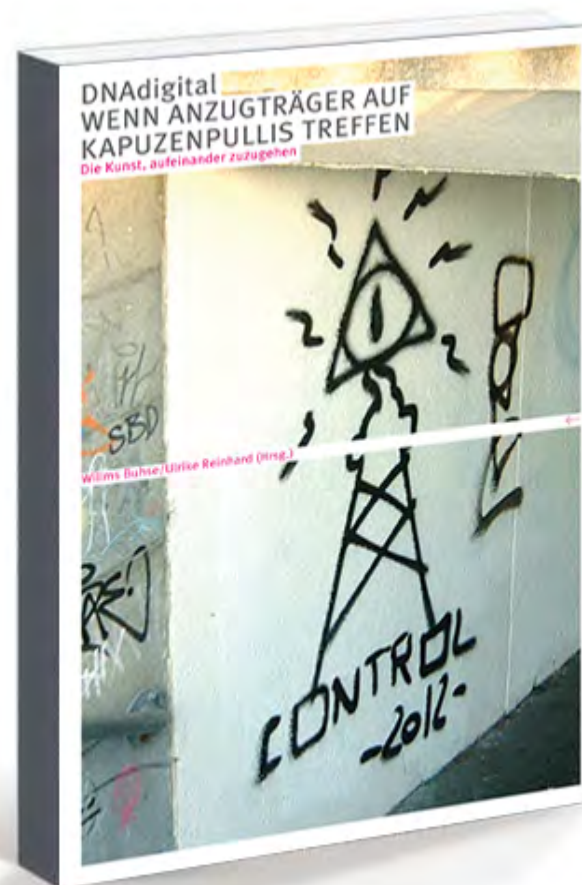 DNAdigital
WENN ANZUGTRÄGER AUF
KAPUZENPULLIS TREFFEN
Die Kunst, aufeinander zuzugehen
SBD
Willms Buhse/Ulrike Reinhard (Hrsg.)
CONTROL
-2012-